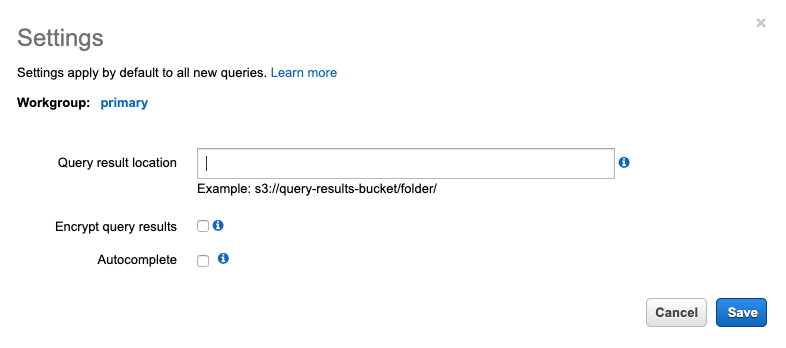 Settings
Settings apply by default to all new queries. Learn more
Workgroup: primary
Query result location
Example: s3://query-results-bucket/folder/
Encrypt query results
Autocomplete
Cancel Save